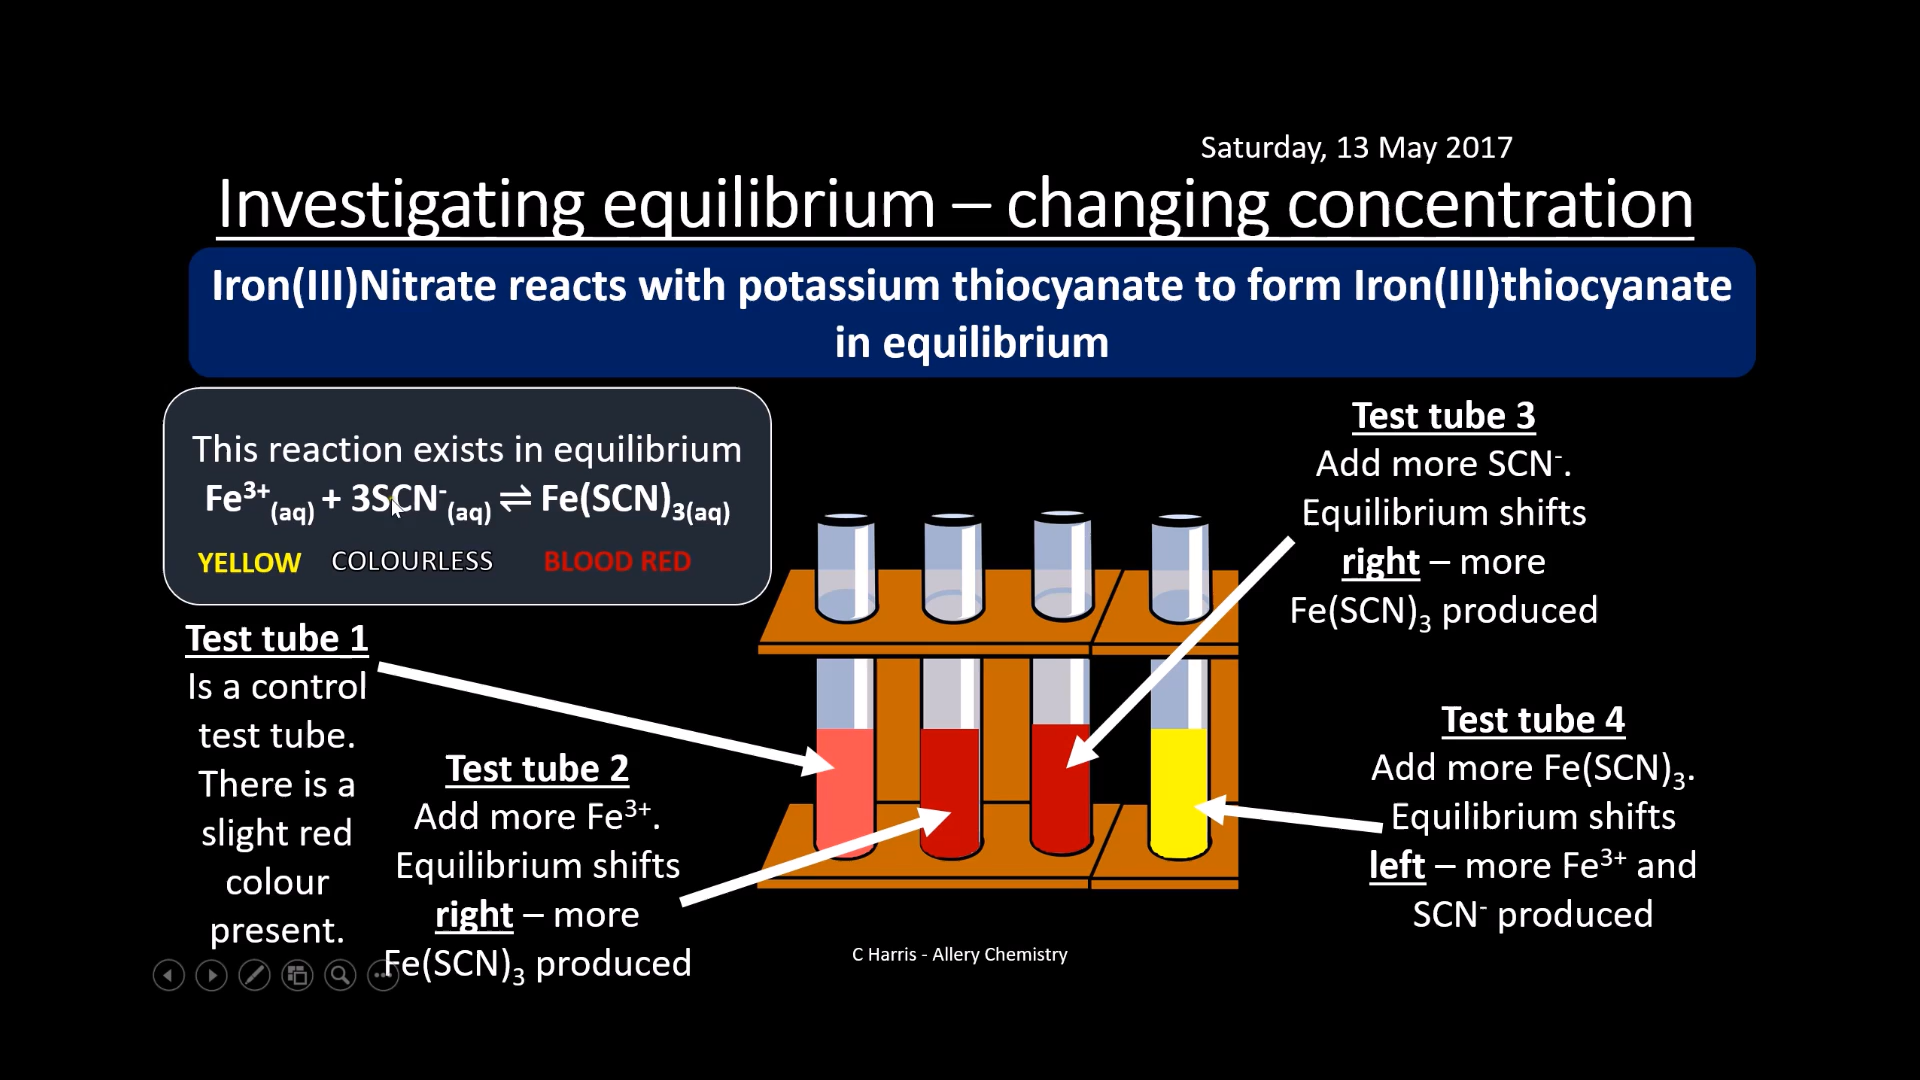 Saturday, 13 May 2017
Investigating equilibrium – changing concentration
Iron(III)Nitrate reacts with potassium thiocyanate to form Iron(III)thiocyanate
in equilibrium
This reaction exists in equilibrium
Fe³⁺(aq) + 3SCN⁻(aq) ⇌ Fe(SCN)₃(aq)
YELLOW COLOURLESS BLOOD RED
Test tube 1
Is a control
test tube.
There is a
slight red
colour
present.
Test tube 2
Add more Fe³⁺.
Equilibrium shifts
right – more
Fe(SCN)₃ produced
Test tube 3
Add more SCN⁻.
Equilibrium shifts
right – more
Fe(SCN)₃ produced
Test tube 4
Add more Fe(SCN)₃.
Equilibrium shifts
left – more Fe³⁺ and
SCN⁻ produced
C Harris - Allery Chemistry